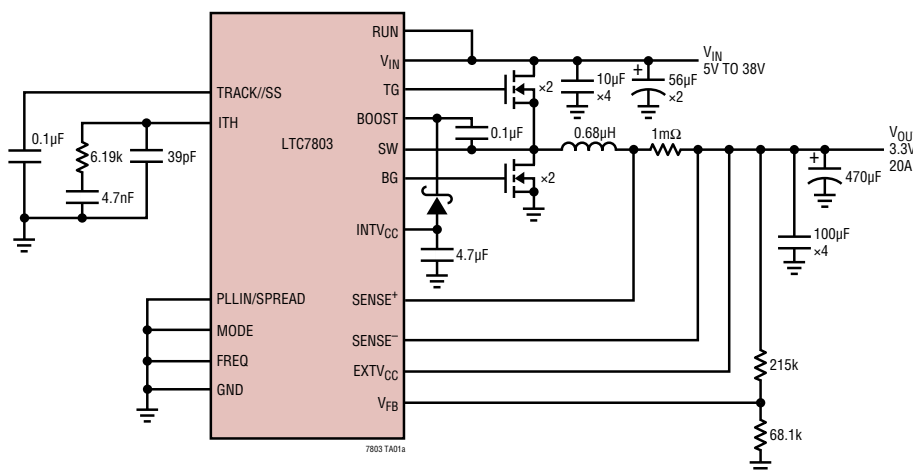 RUN
VIN
TG
BOOST
SW
BG
INTVCC
SENSE+
SENSE–
EXTVCC
VFB
TRACK//SS
ITH
LTC7803
PLLIN/SPREAD
MODE
FREQ
GND
0.1µF
6.19k
4.7nF
39pF
×2
10µF
×4
56µF
×2
VIN
5V TO 38V
0.1µF
0.68µH
1mΩ
×2
4.7µF
VOU
3.3V
20A
470µF
100µF
×4
215k
68.1k
7803 TA01a